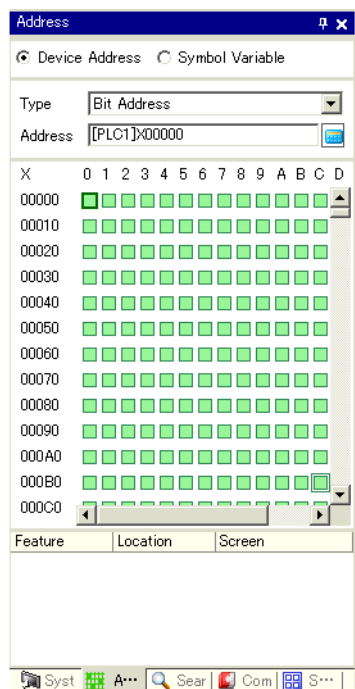 Address
Device Address Symbol Variable
Type Bit Address
Address [PLC1]X00000
X 0 1 2 3 4 5 6 7 8 9 A B C D
00000
00010
00020
00030
00040
00050
00060
00070
00080
00090
000A0
000B0
000C0
Feature Location Screen
Syst A··· Sear Com S···